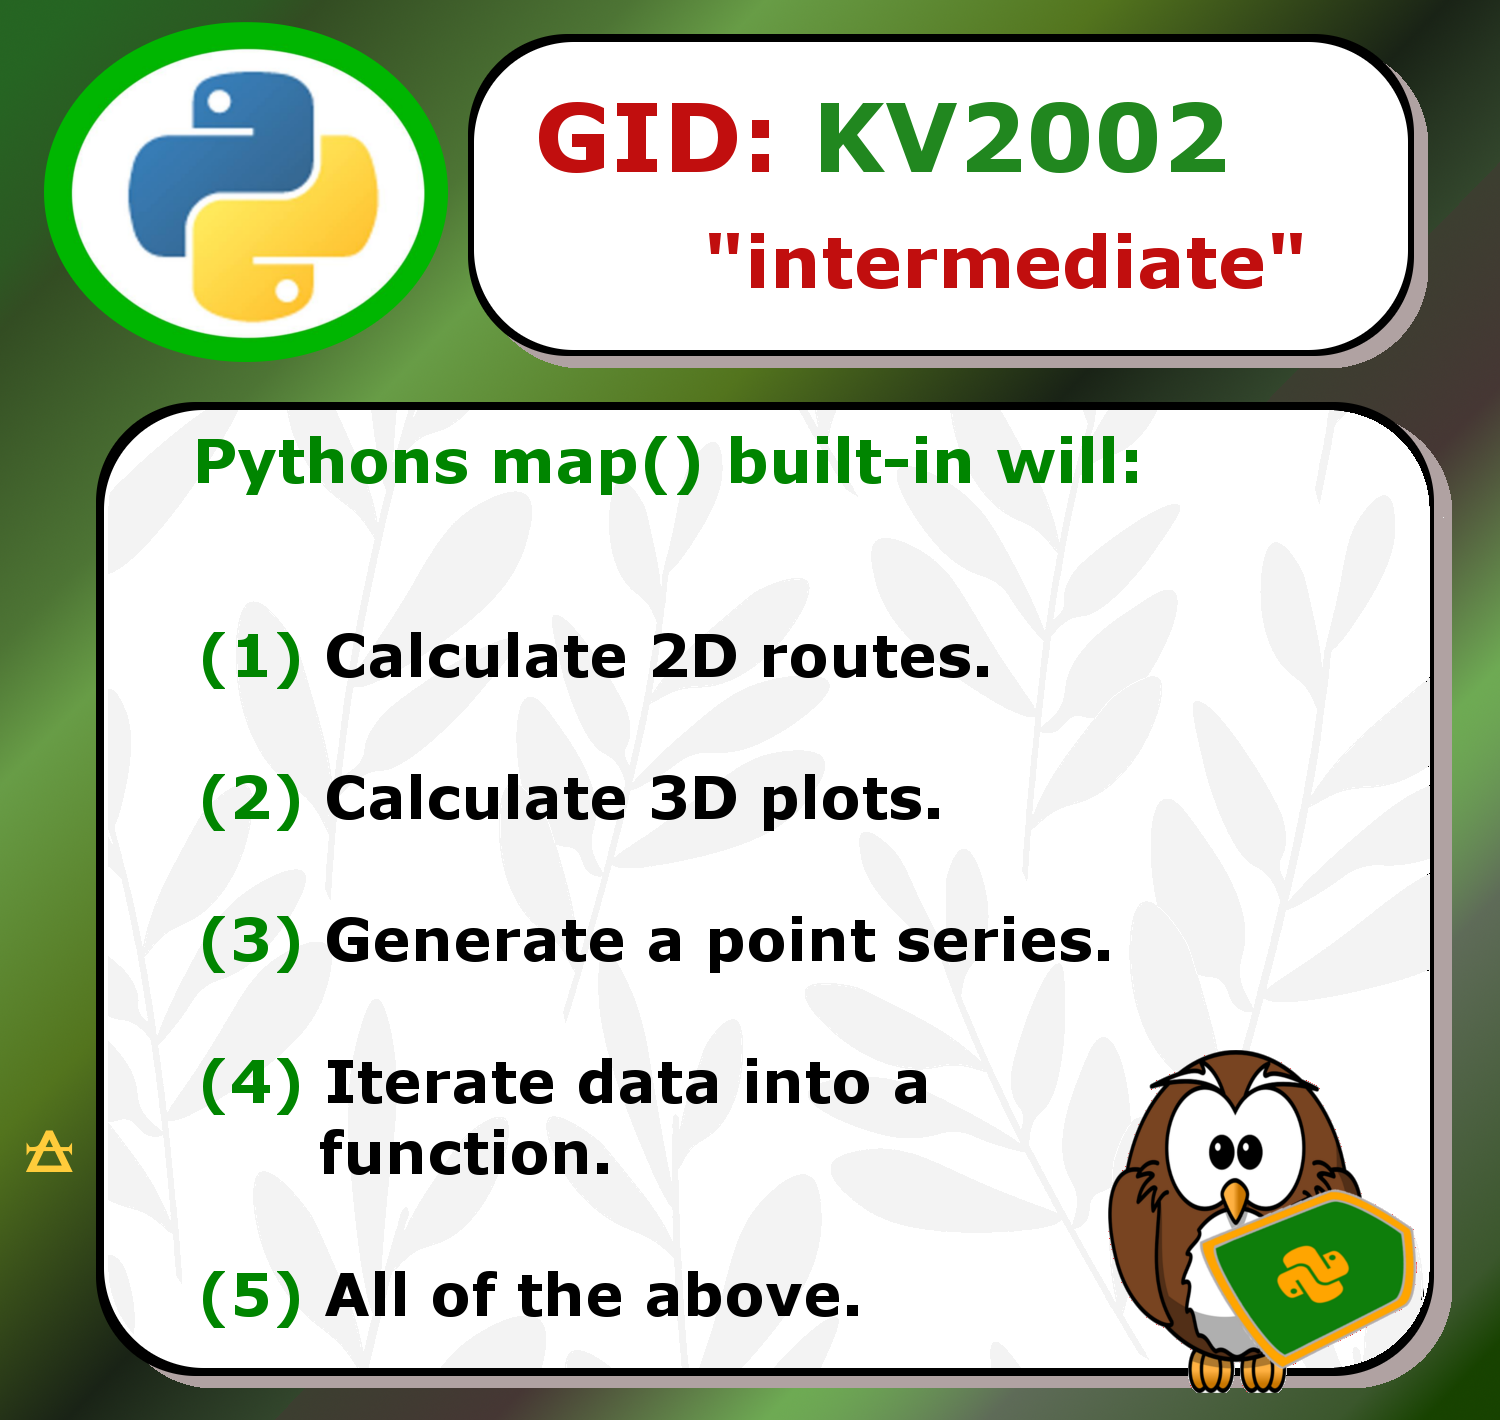 GID: KV2002
"intermediate"
Pythons map() built-in will:
(1) Calculate 2D routes.
(2) Calculate 3D plots.
(3) Generate a point series.
(4) Iterate data into a
function.
(5) All of the above.